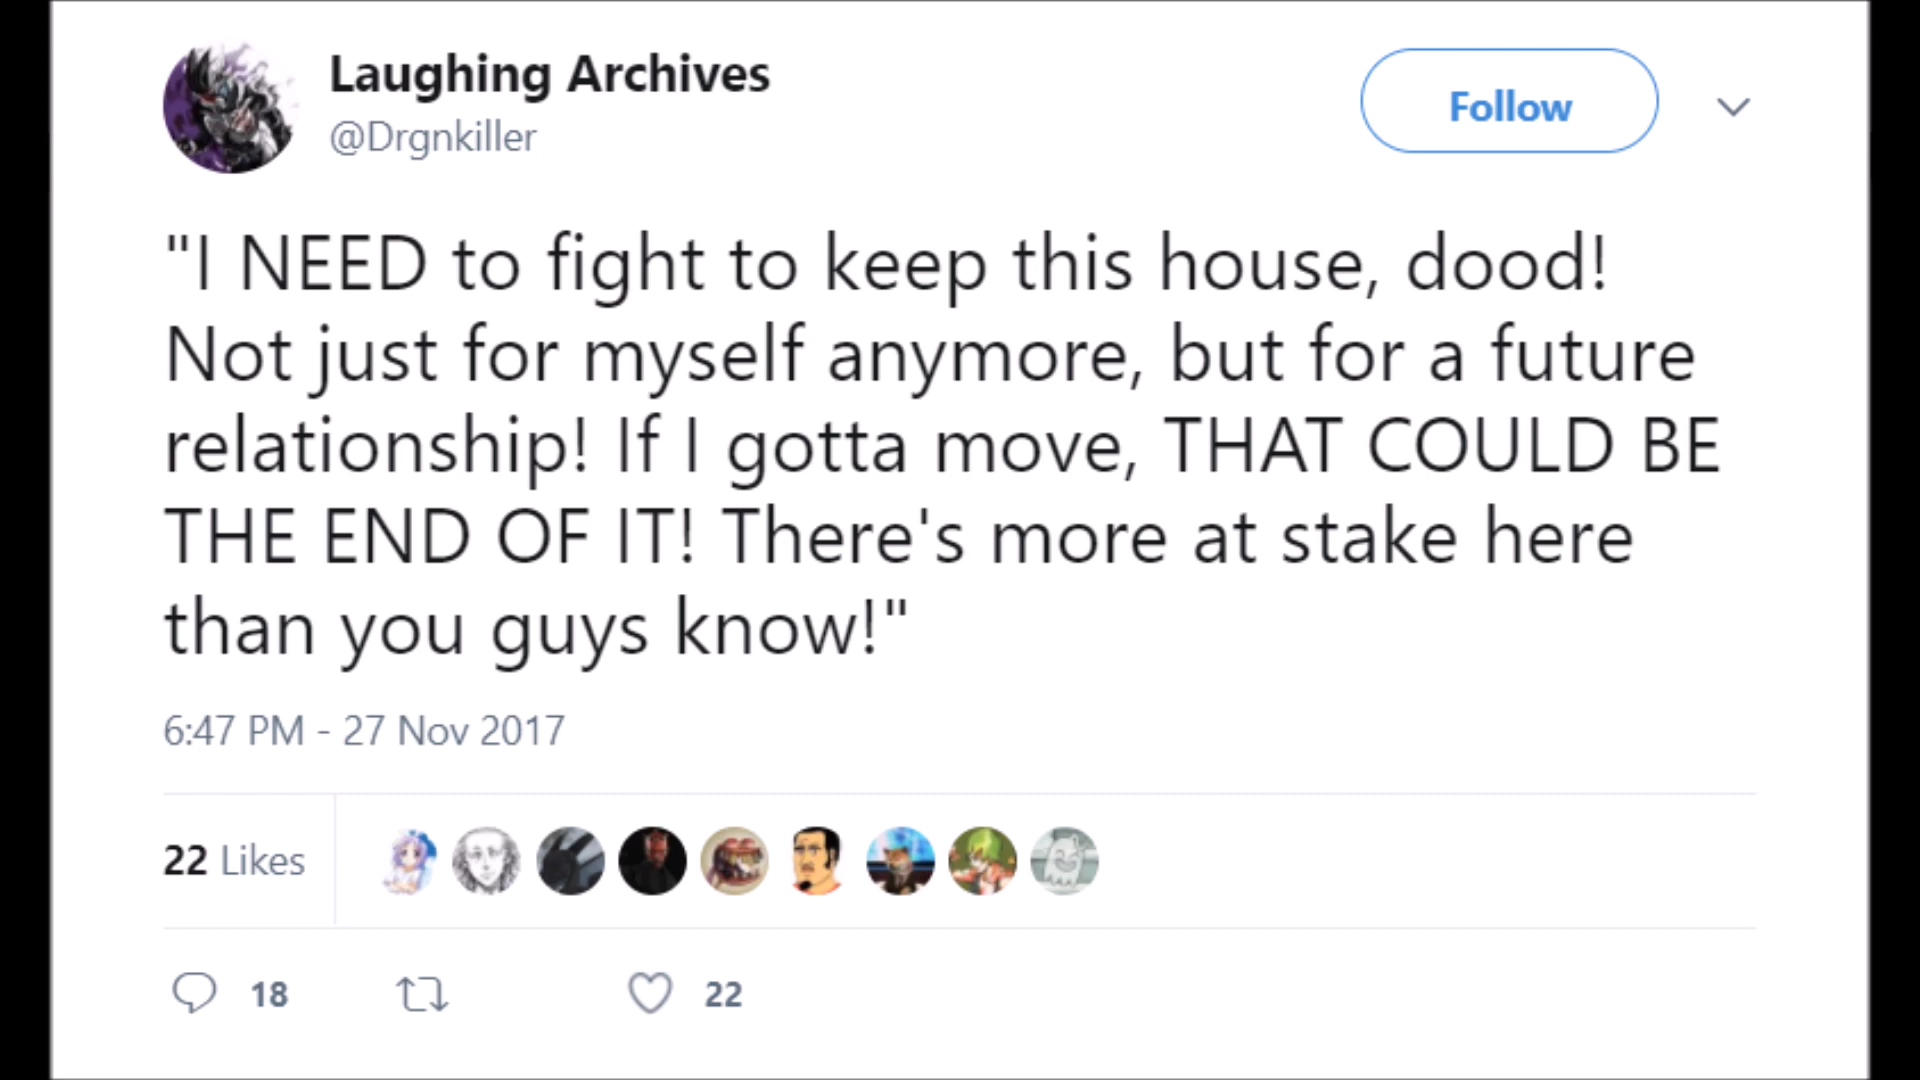 Laughing Archives
@Drgnkiller
Follow
"I NEED to fight to keep this house, dood!
Not just for myself anymore, but for a future
relationship! If I gotta move, THAT COULD BE
THE END OF IT! There's more at stake here
than you guys know!"
6:47 PM - 27 Nov 2017
22 Likes
18
22